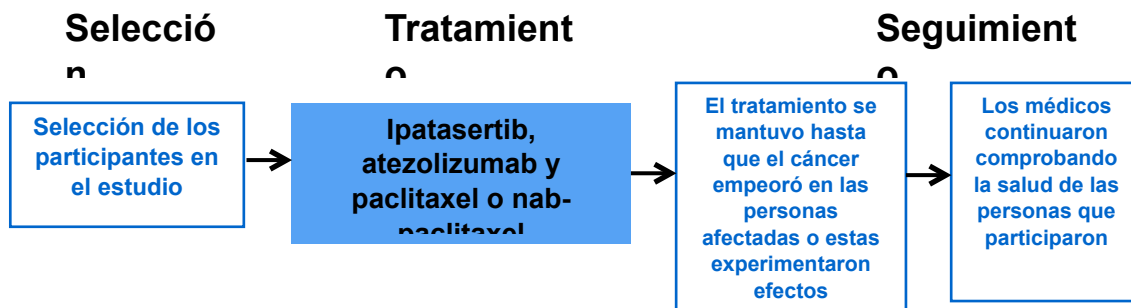 Selecció
n
Tratamient
o
Seguimient
o
Selección de los
participantes en
el estudio
Ipatasertib,
atezolizumab y
paclitaxel o nab-
paclitaxel
El tratamiento se
mantuvo hasta
que el cáncer
empeoró en las
personas
afectadas o estas
experimentaron
efectos
Los médicos
continuaron
comprobando
la salud de las
personas que
participaron